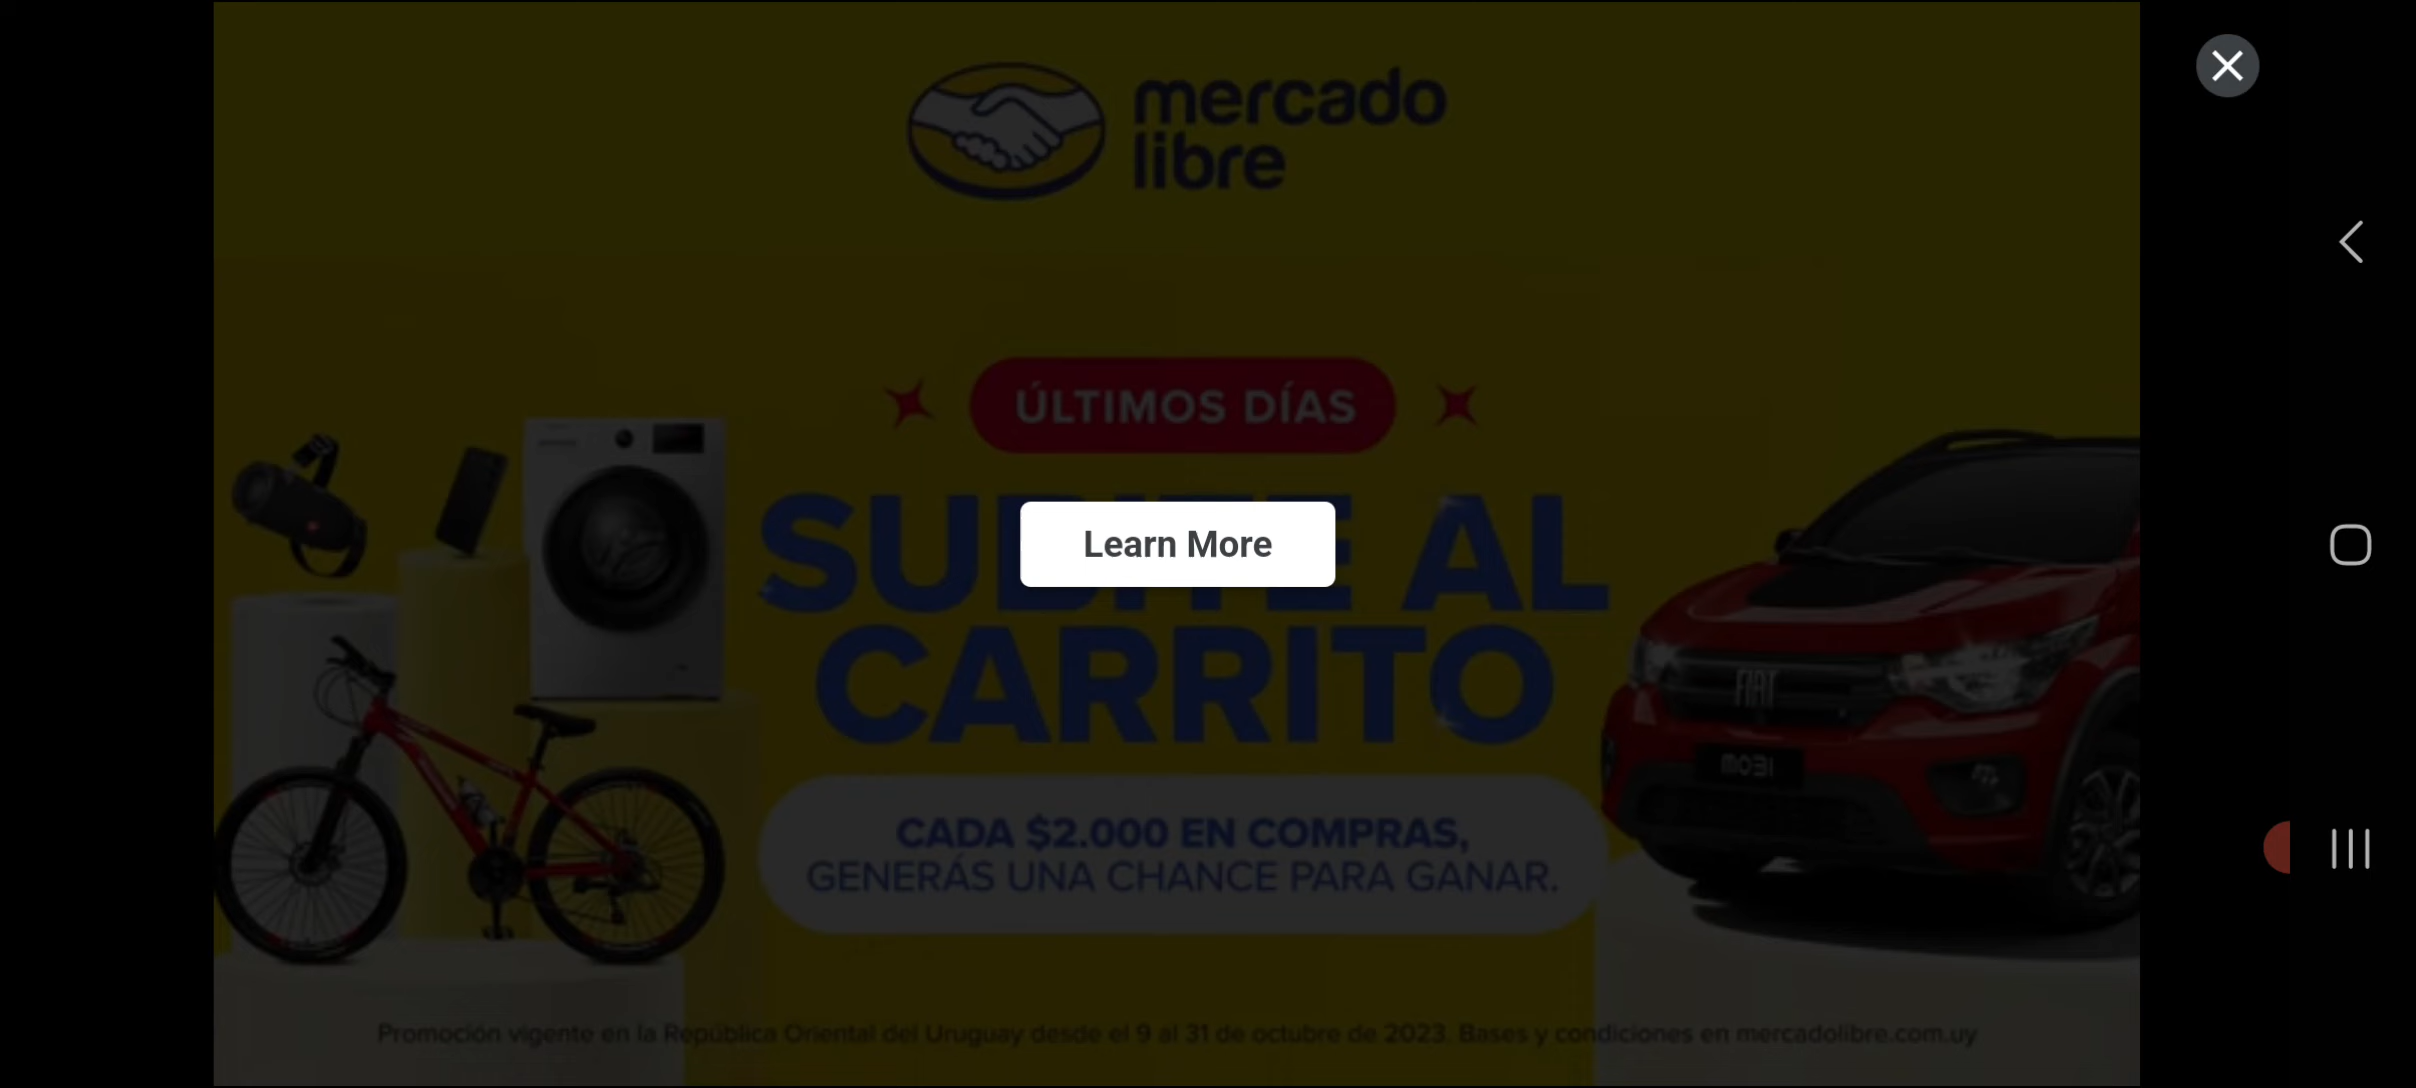 mercado
libre
ÚLTIMOS DÍAS
SUBITE AL
Learn More
CARRITO
FIAT
MOBI
CADA $2.000 EN COMPRAS,
GENERÁS UNA CHANCE PARA GANAR.
Promoción vigente en la República Oriental del Uruguay desde el 9 al 31 de octubre de 2023. Bases y condiciones en mercadolibre.com.uy